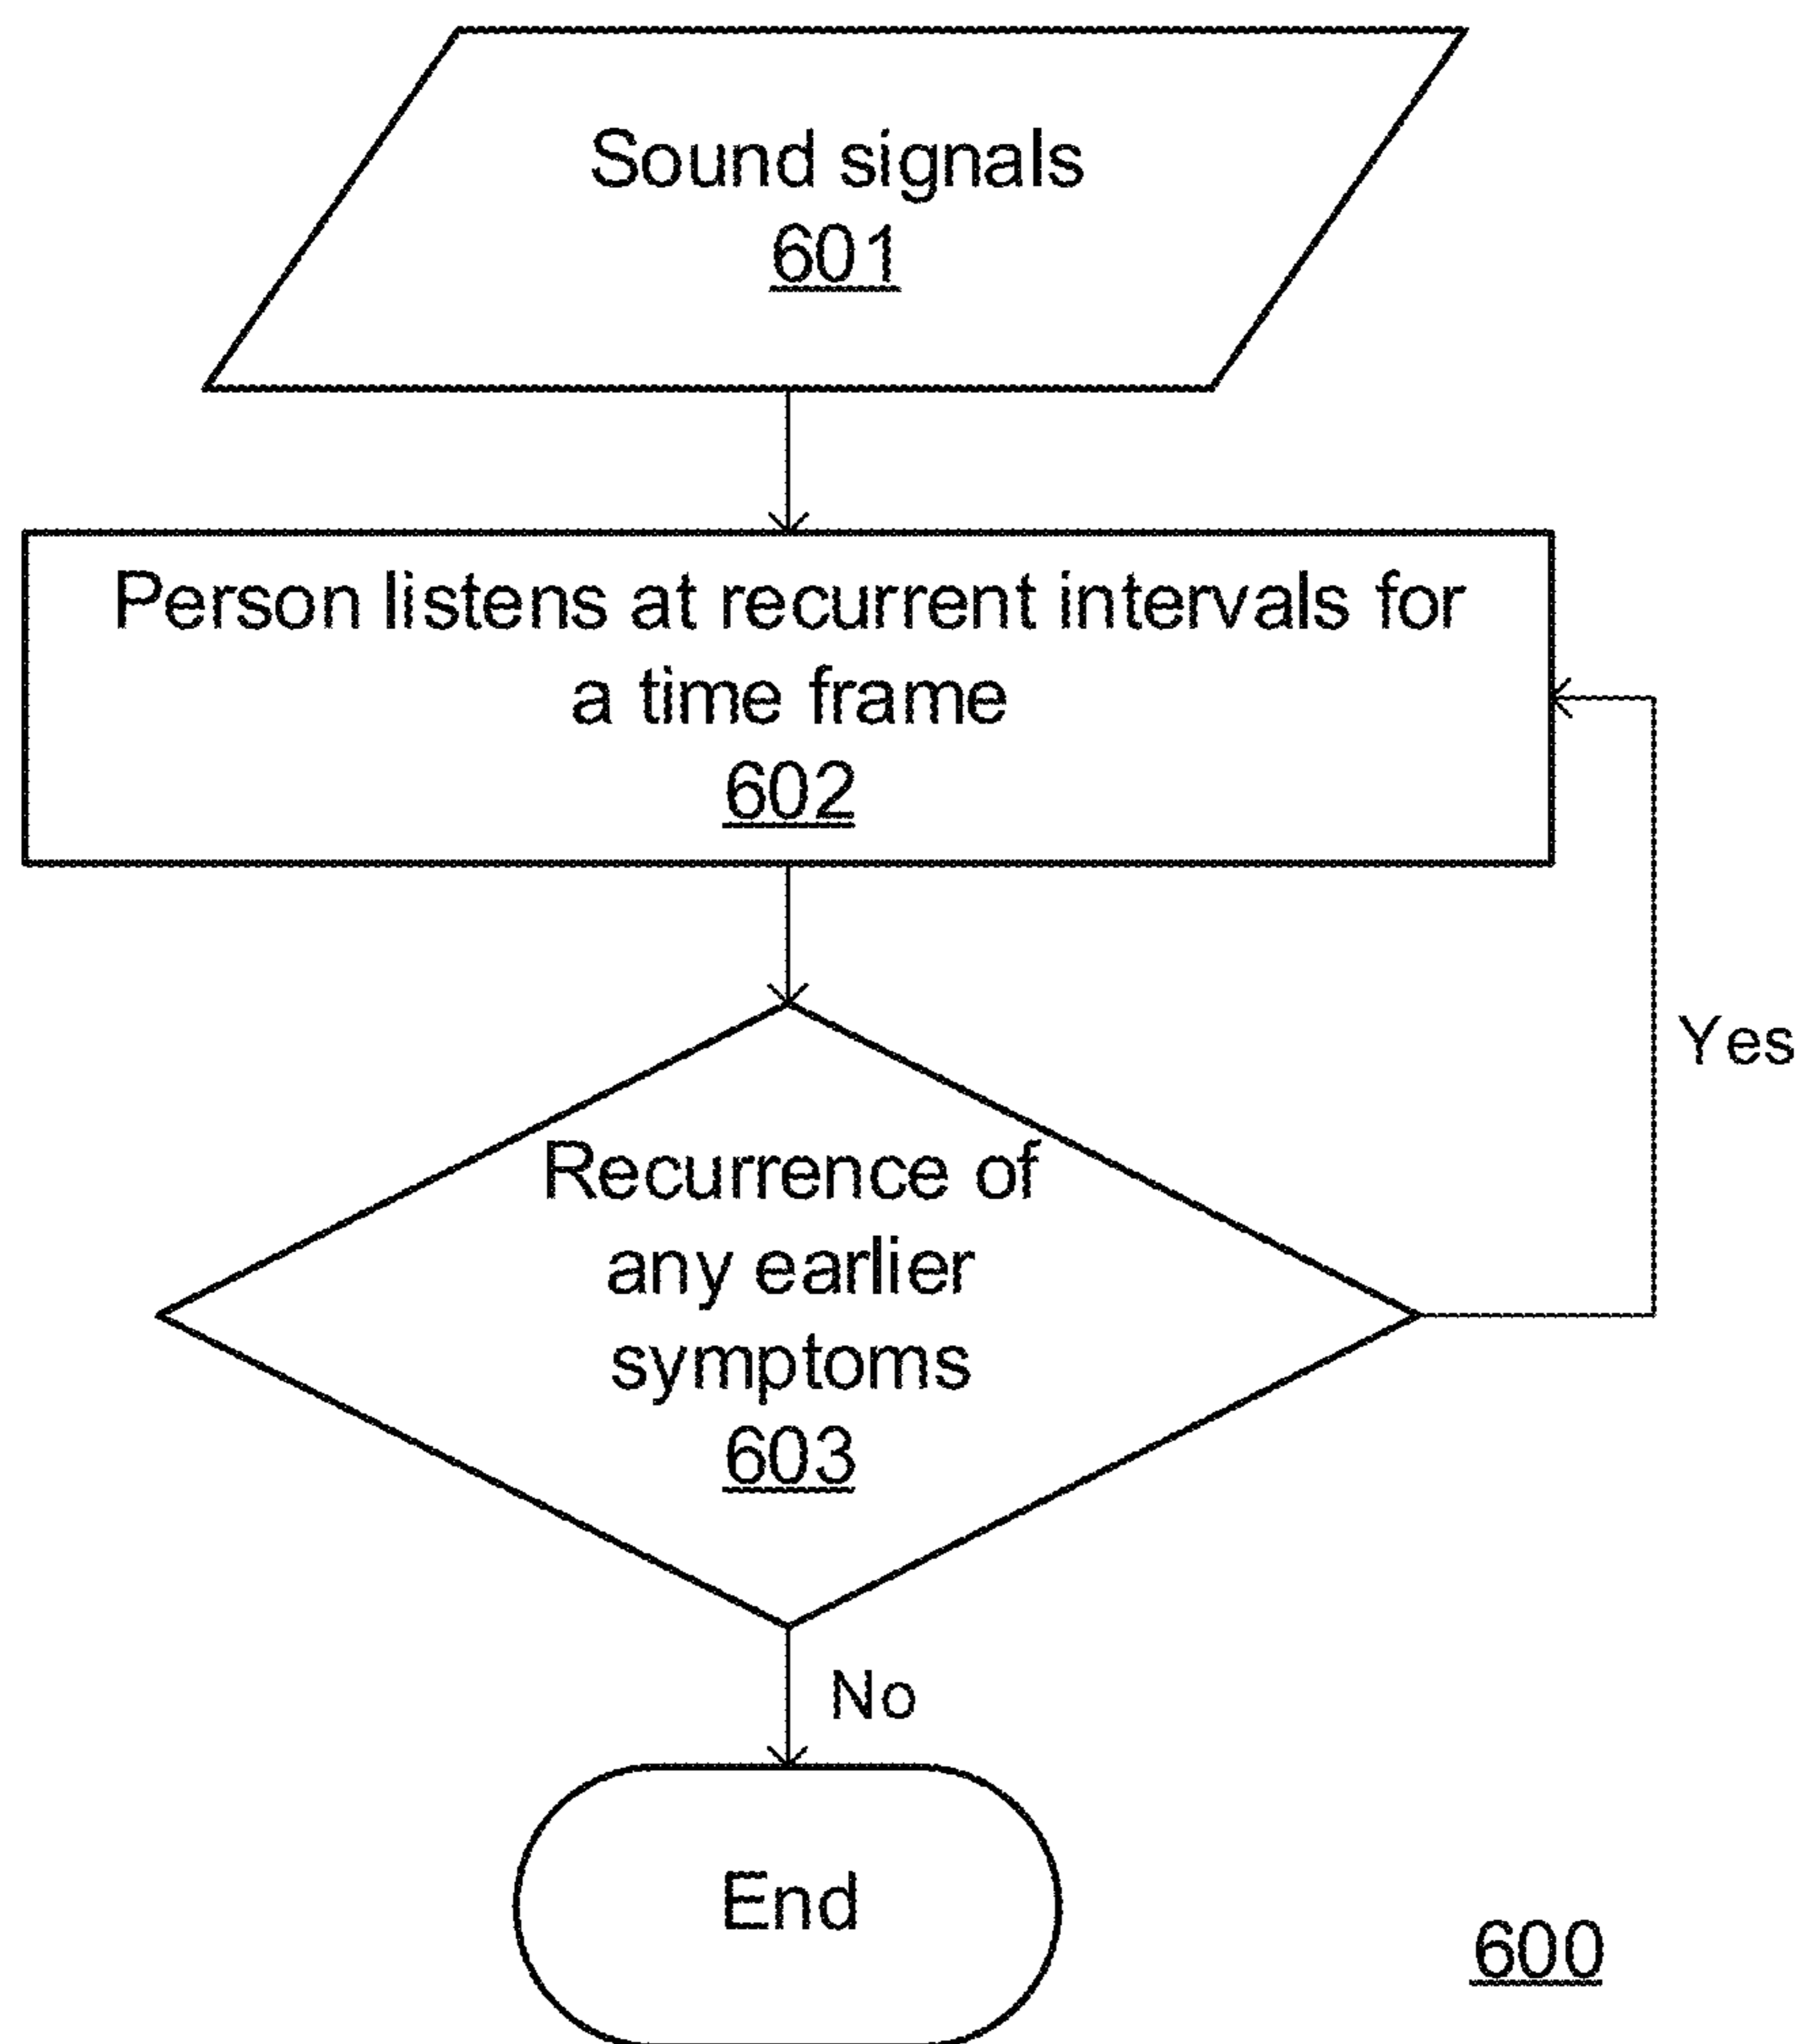 Sound signals
601
Person listens at recurrent intervals for
a time frame
602
Yes
Recurrence of
any earlier
symptoms
603
No
End
600